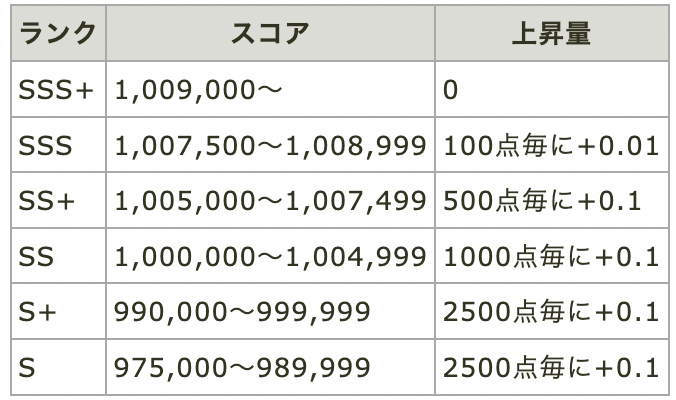 ランク スコア 上昇量
SSS+ 1,009,000～ 0
SSS 1,007,500～1,008,999 100点毎に+0.01
SS+ 1,005,000～1,007,499 500点毎に+0.1
SS 1,000,000～1,004,999 1000点毎に+0.1
S+ 990,000～999,999 2500点毎に+0.1
S 975,000～989,999 2500点毎に+0.1